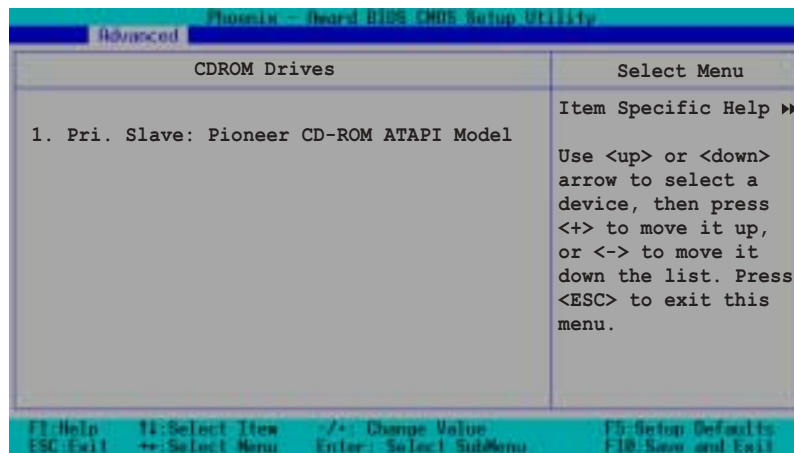 Phoenix - Award BIOS CMOS Setup Utility
Advanced
CDROM Drives
Select Menu
1. Pri. Slave: Pioneer CD-ROM ATAPI Model
Item Specific Help ▸▸
Use <up> or <down>
arrow to select a
device, then press
<+> to move it up,
or <-> to move it
down the list. Press
<ESC> to exit this
menu.
F1:Help ↑↓:Select Item -/+: Change Value F5:Setup Defaults
ESC:Exit ↔:Select Menu Enter: Select SubMenu F10:Save and Exit